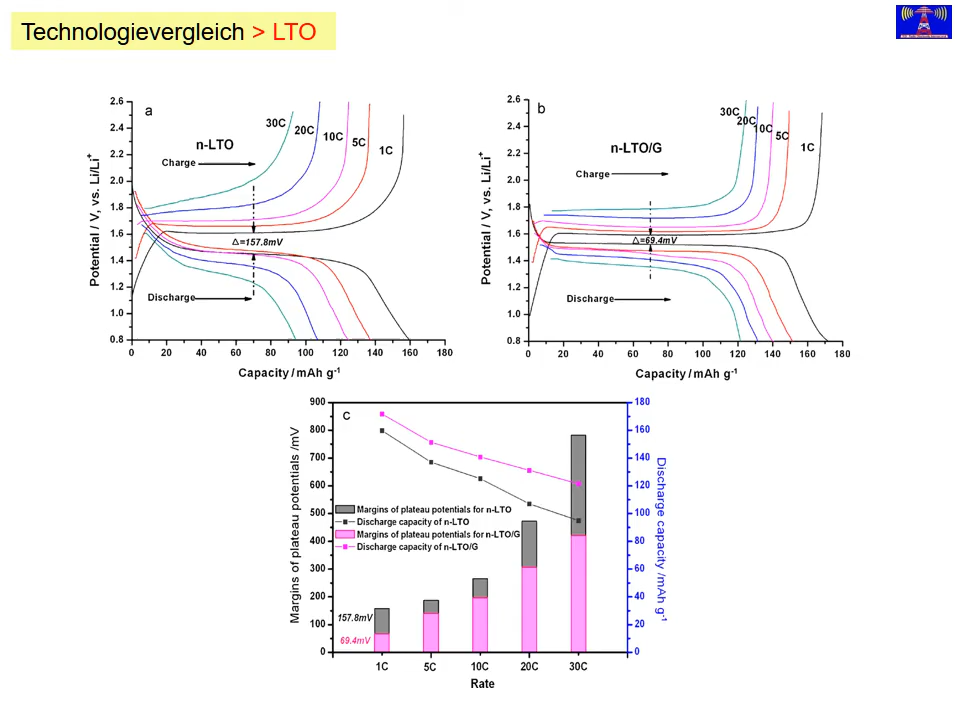 Technologievergleich > LTO
a
n-LTO
Charge
Discharge
30C
20C
10C
5C
1C
△=157.8mV
Potential / V, vs. Li/Li+
2.6
2.4
2.2
2.0
1.8
1.6
1.4
1.2
1.0
0.8
0
20
40
60
80
100
120
140
160
180
Capacity / mAh g-1
b
n-LTO/G
Charge
Discharge
30C
20C
10C
5C
1C
△=69.4mV
Potential / V, vs. Li/Li+
2.6
2.4
2.2
2.0
1.8
1.6
1.4
1.2
1.0
0.8
0
20
40
60
80
100
120
140
160
180
Capacity / mAh g-1
C
Margins of plateau potentials /mV
900
800
700
600
500
400
300
200
100
0
Margins of plateau potentials for n-LTO
Discharge capacity of n-LTO
Margins of plateau potentials for n-LTO/G
Discharge capacity of n-LTO/G
157.8mV
69.4mV
1C
5C
10C
20C
30C
Rate
180
160
140
120
100
80
60
40
20
0
Discharge capacity /mAh g-1